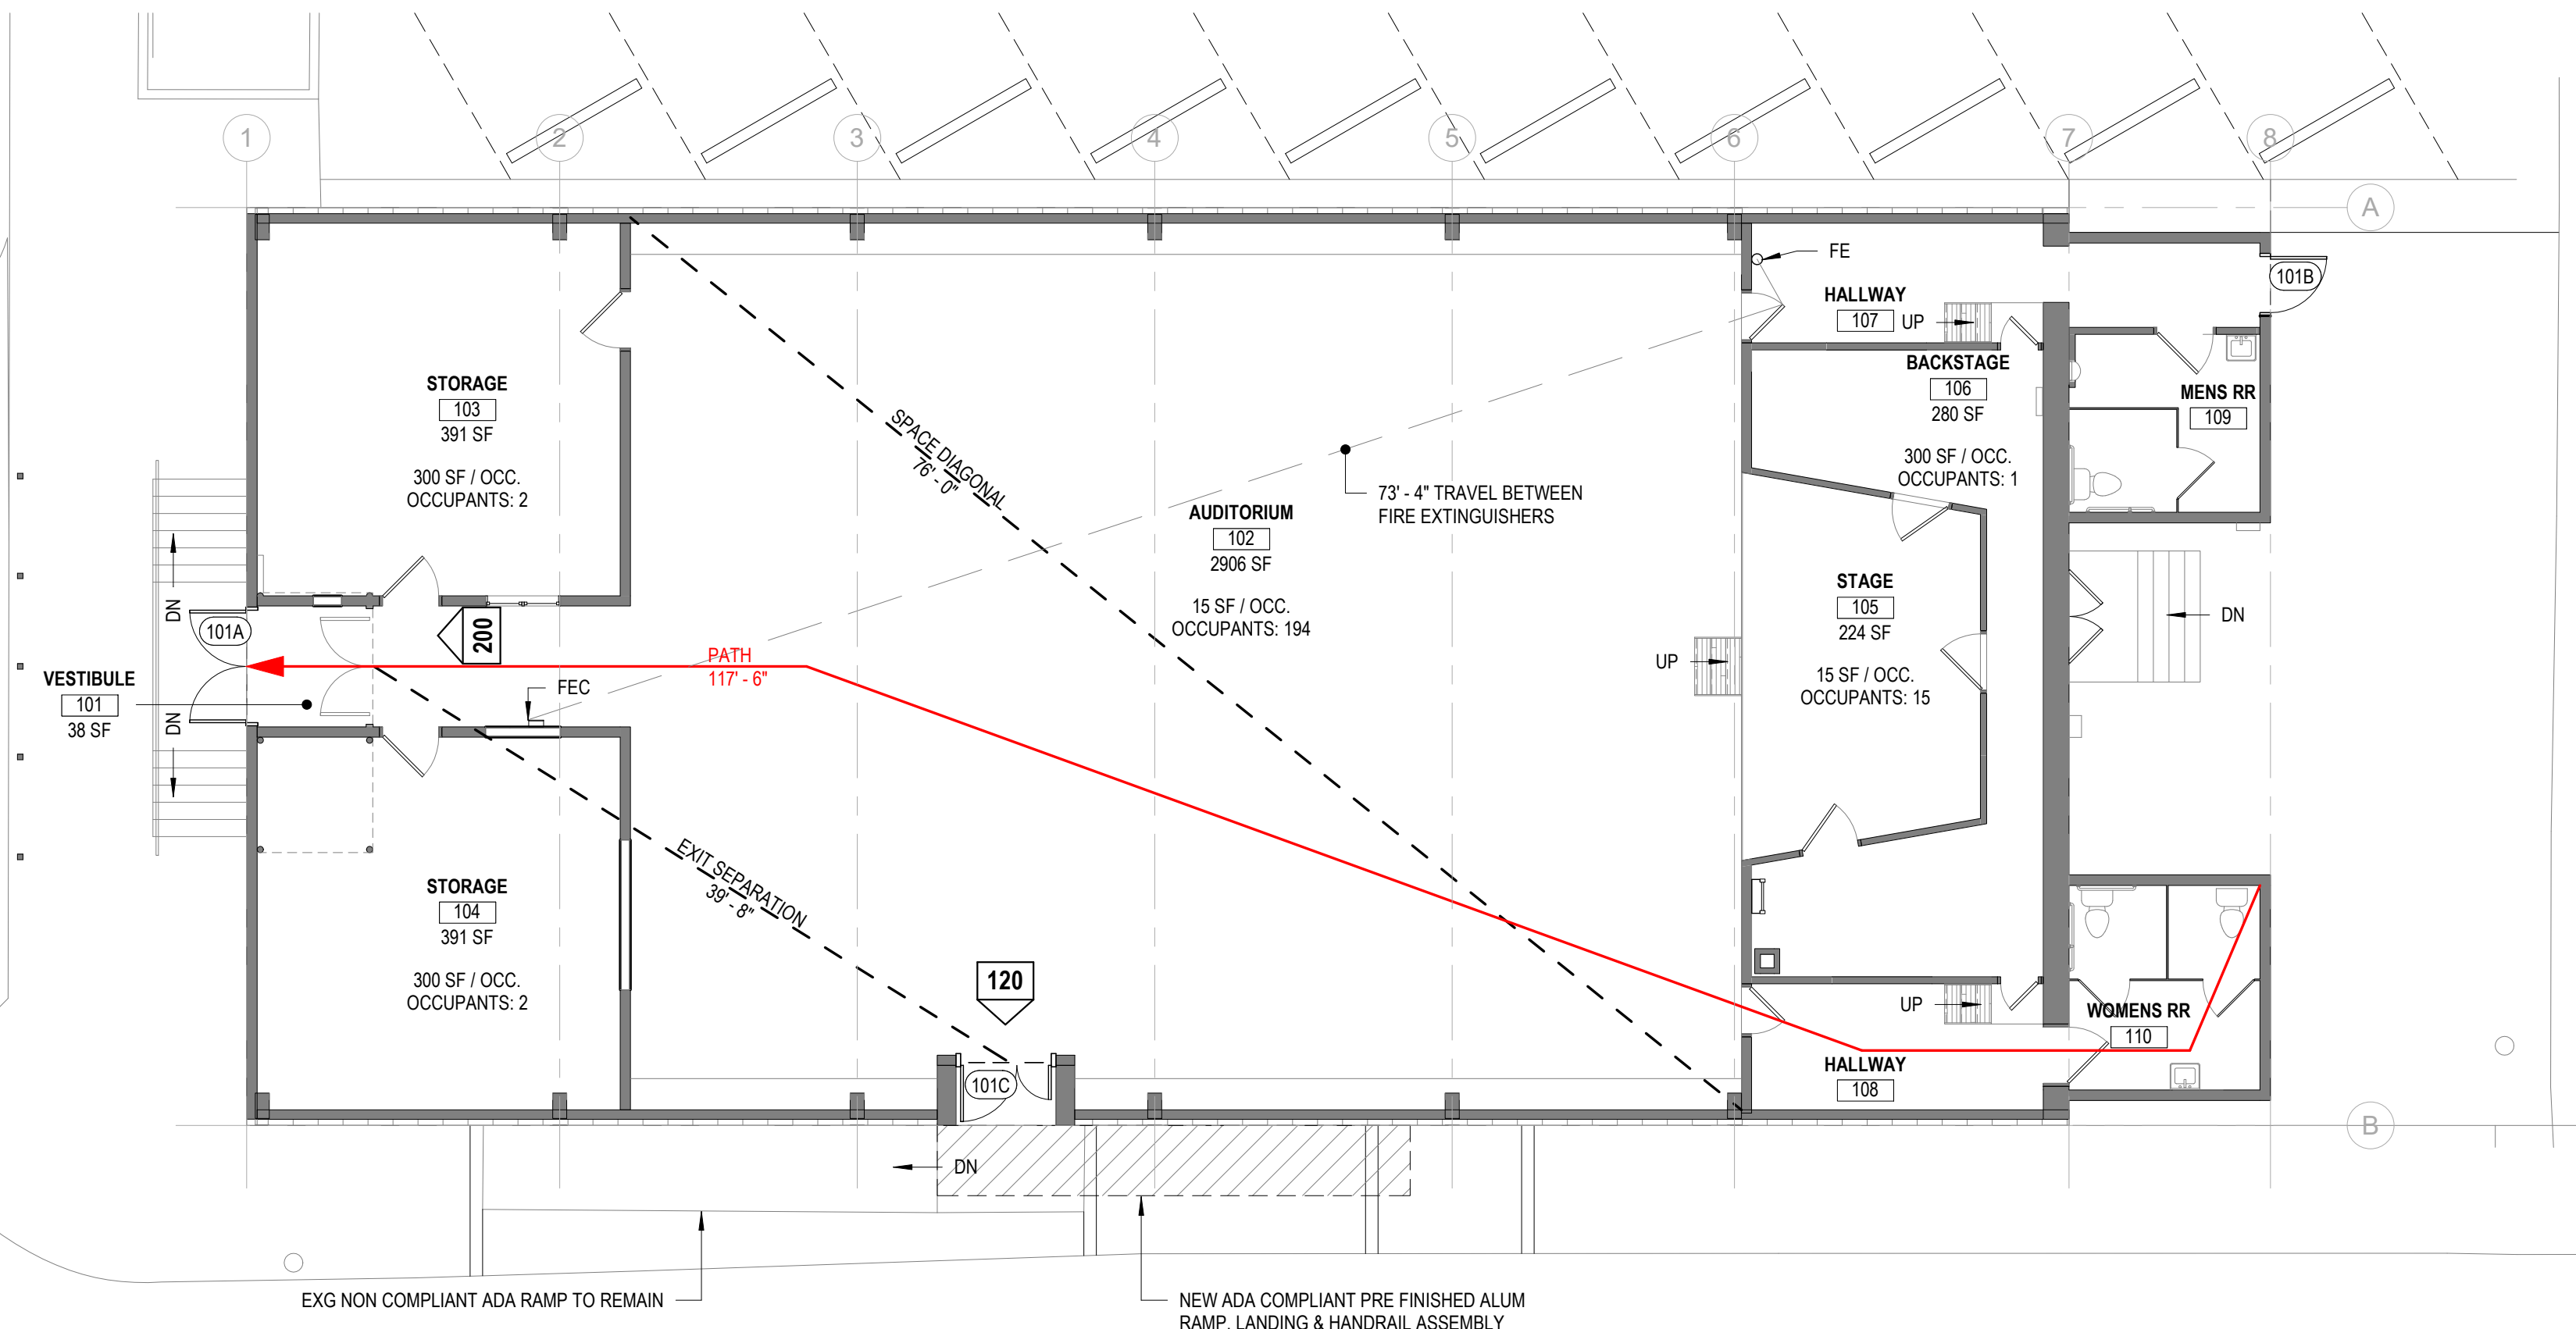 1
2
3
4
5
6
7
8
A
FE
101B
HALLWAY
107
UP
BACKSTAGE
106
280 SF
300 SF / OCC.
OCCUPANTS: 1
MENS RR
109
STORAGE
103
391 SF
300 SF / OCC.
OCCUPANTS: 2
SPACE DIAGONAL
76' - 0"
73' - 4" TRAVEL BETWEEN
FIRE EXTINGUISHERS
AUDITORIUM
102
2906 SF
15 SF / OCC.
OCCUPANTS: 194
STAGE
105
224 SF
15 SF / OCC.
OCCUPANTS: 15
UP
DN
DN
101A
200
PATH
117' - 6"
FEC
VESTIBULE
101
38 SF
DN
EXIT SEPARATION
39' - 8"
STORAGE
104
391 SF
300 SF / OCC.
OCCUPANTS: 2
120
101C
UP
WOMENS RR
110
HALLWAY
108
B
DN
EXG NON COMPLIANT ADA RAMP TO REMAIN
NEW ADA COMPLIANT PRE FINISHED ALUM
RAMP, LANDING & HANDRAIL ASSEMBLY